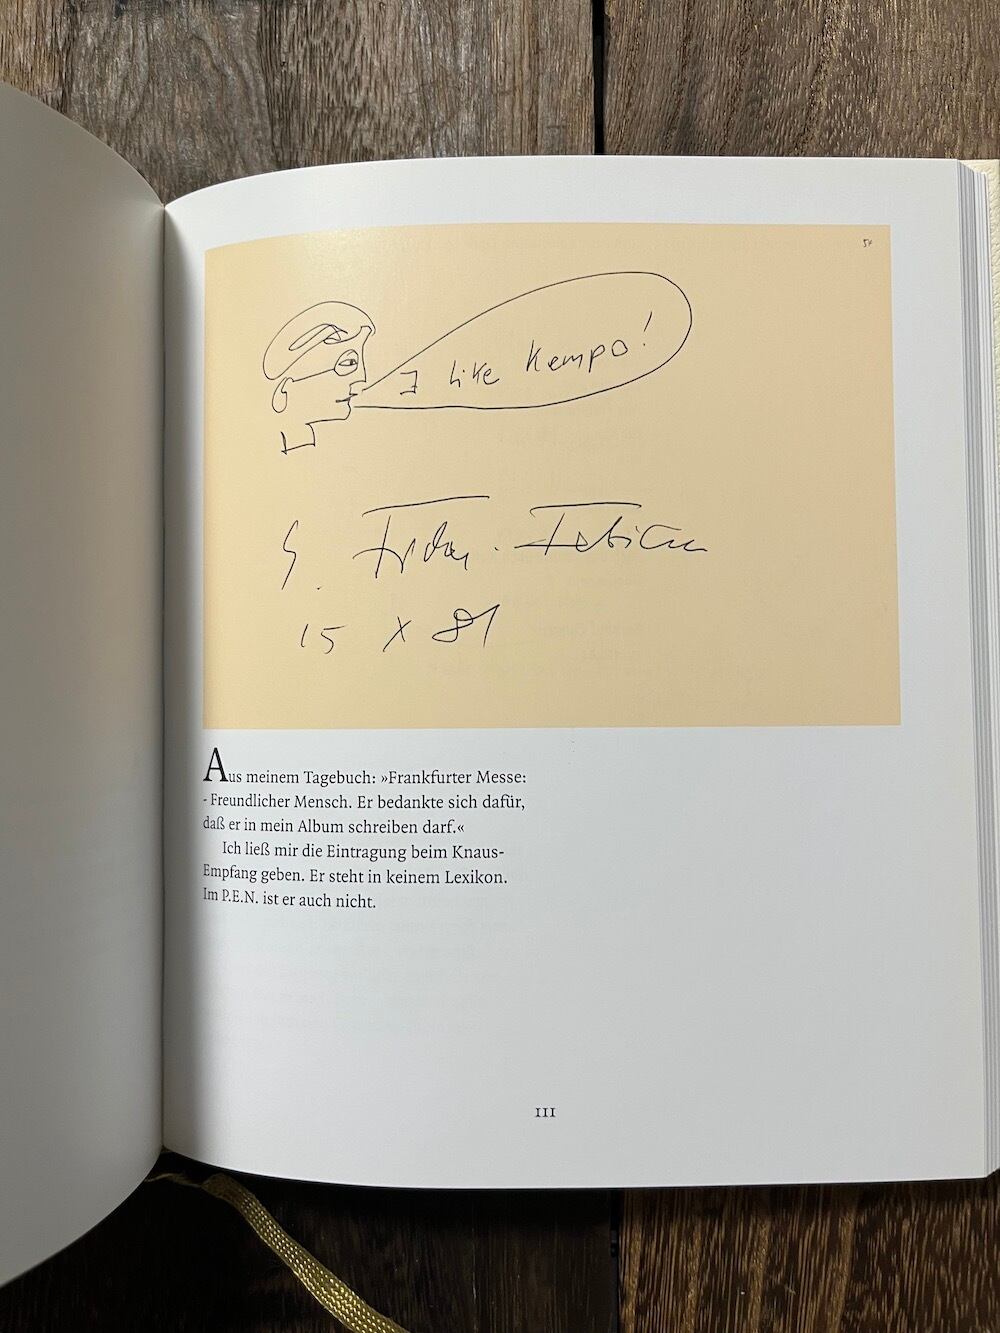 54
I like Kempo!
G.
15 X 81
Aus meinem Tagebuch: »Frankfurter Messe:
- Freundlicher Mensch. Er bedankte sich dafür,
daß er in mein Album schreiben darf.«
Ich ließ mir die Eintragung beim Knaus-
Empfang geben. Er steht in keinem Lexikon.
Im P.E.N. ist er auch nicht.
III